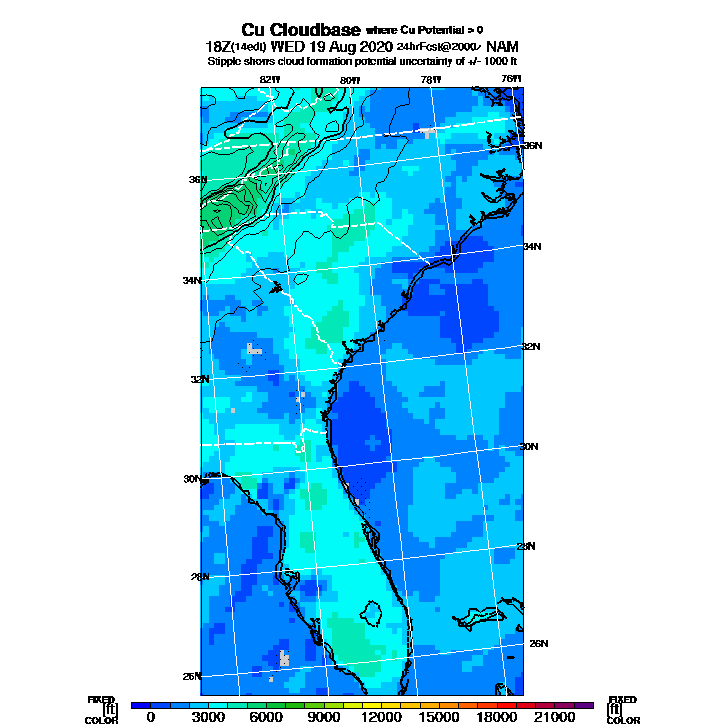 Cu Cloudbase where Cu Potential > 0
18Z(14edt) WED 19 Aug 2020 24hrFcst@2000z NAM
Stipple shows cloud formation potential uncertainty of +/- 1000 ft
82W 80W 78W 76W
36N
36N
34N
34N
32N
32N
30N
30N
28N
28N
26N
26N
FIXED FIXED
[ft] [ft]
COLOR 0 3000 6000 9000 12000 15000 18000 21000 COLOR